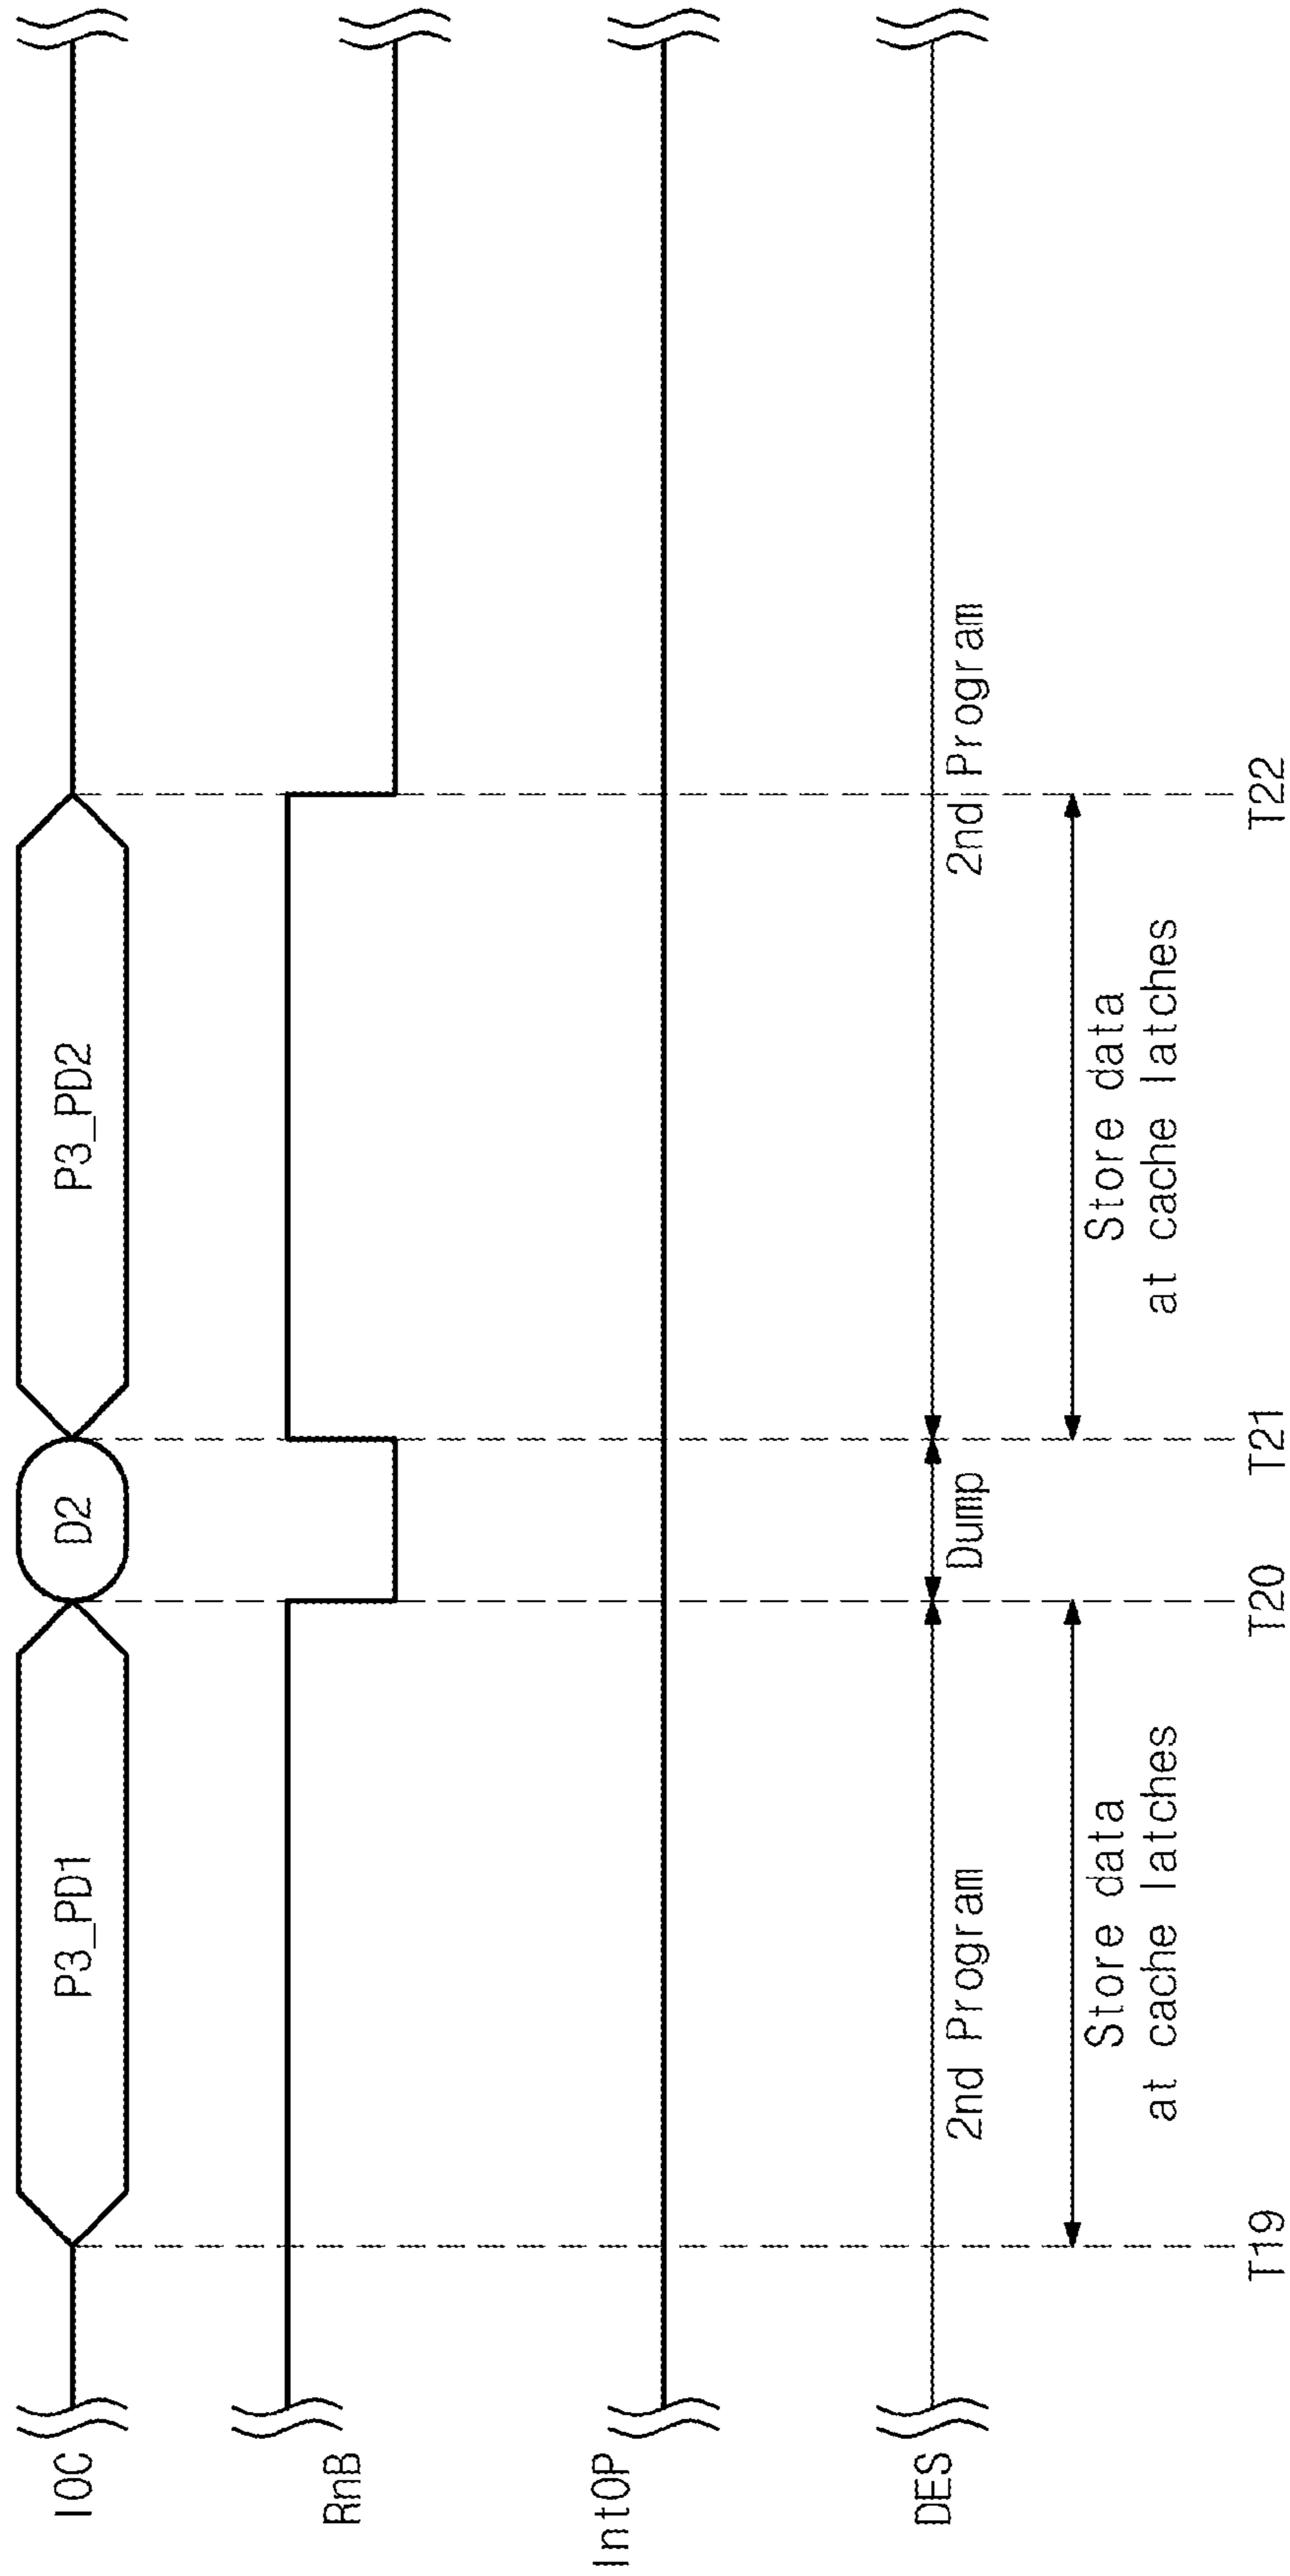 IOC
P3_PD1
D2
P3_PD2
RnB
IntOP
DES
2nd Program
Dump
2nd Program
Store data
at cache latches
Store data
at cache latches
T19
T20
T21
T22